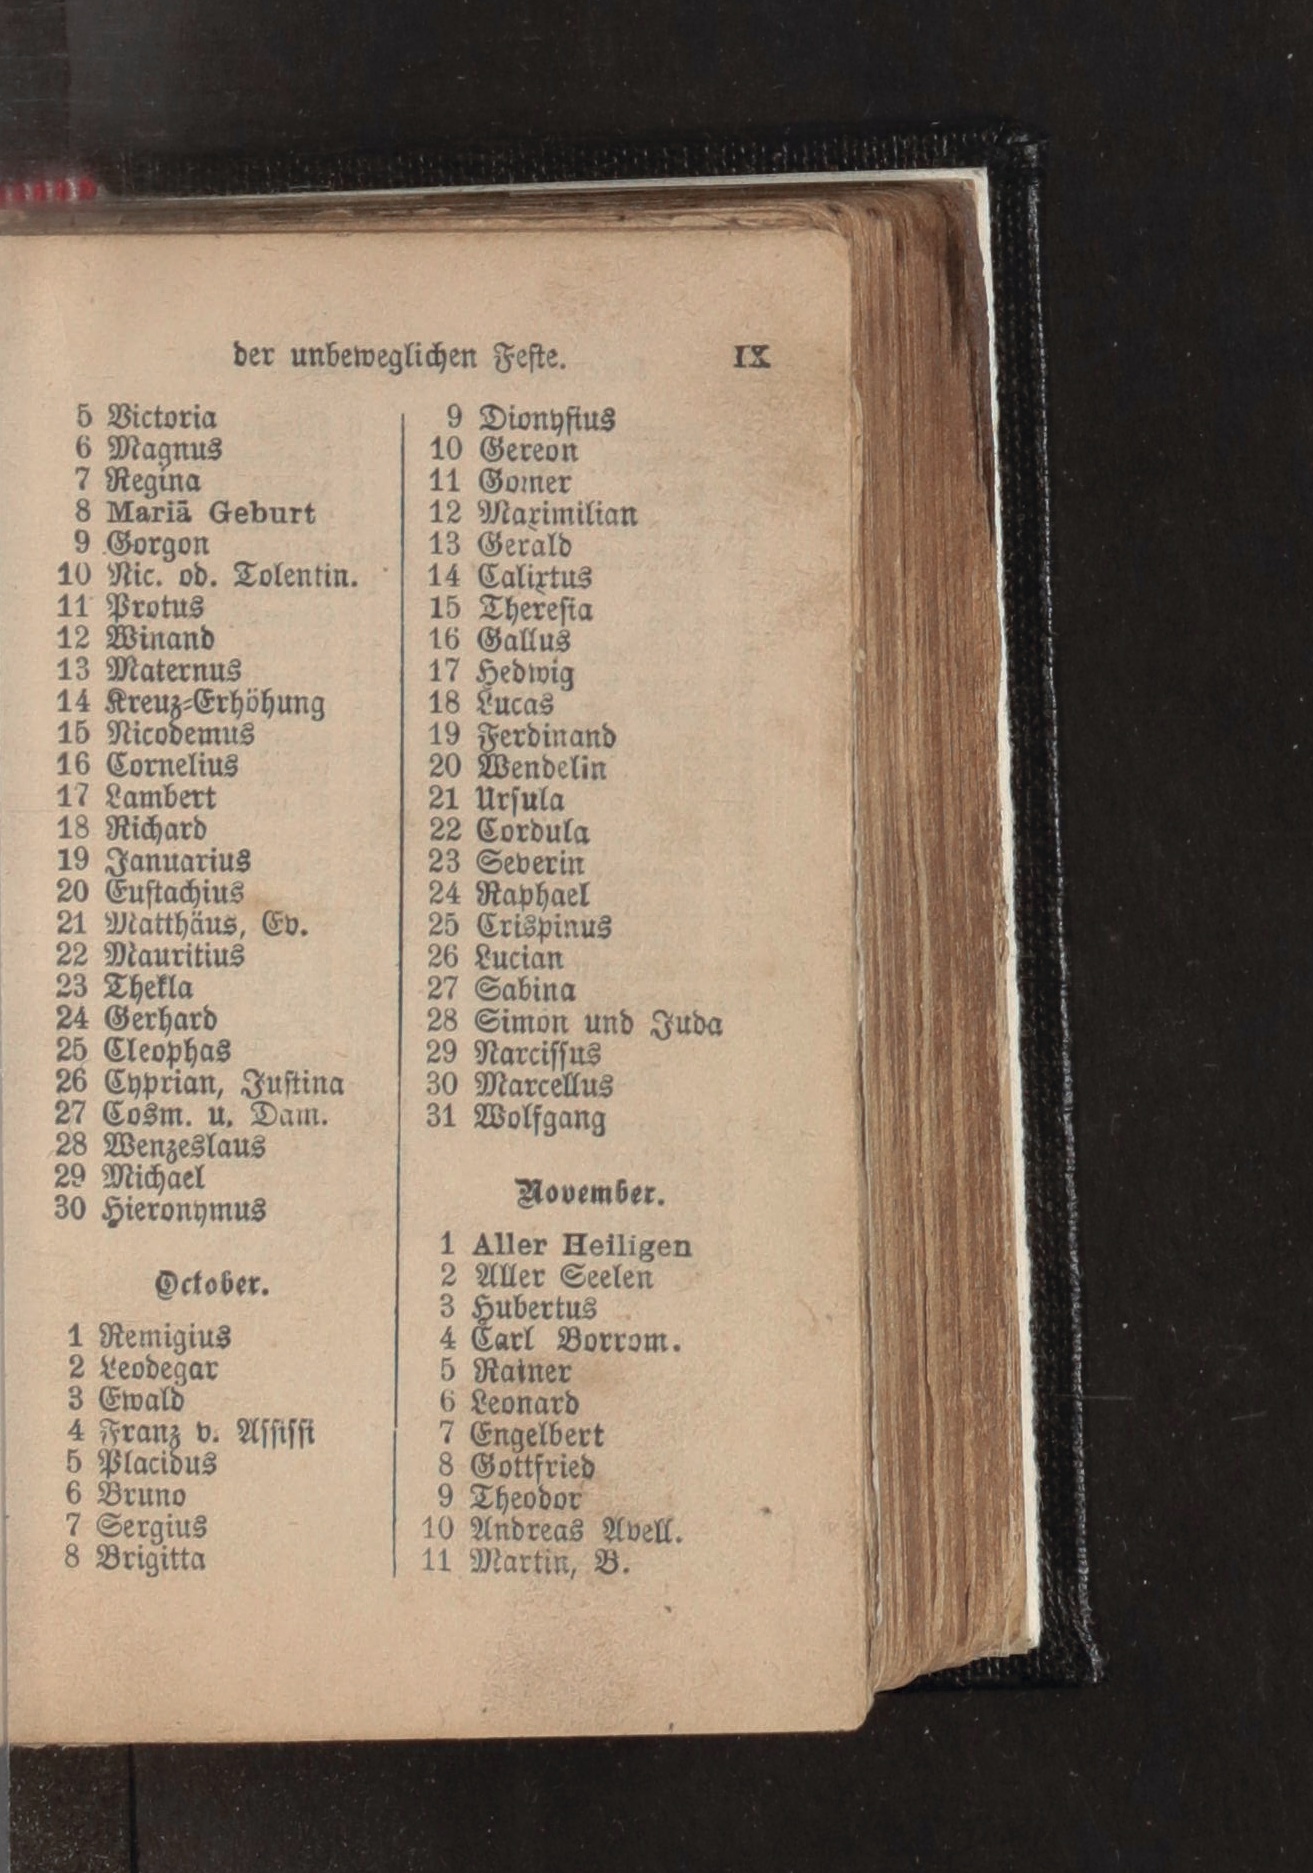 der unbeweglichen Feste. IX
5 Victoria
6 Magnus
7 Regina
8 Mariä Geburt
9 Gorgon
10 Nic. od. Tolentin.
11 Protus
12 Winand
13 Maternus
14 Kreuz-Erhöhung
15 Nicodemus
16 Cornelius
17 Lambert
18 Richard
19 Januarius
20 Eustachius
21 Matthäus, Ev.
22 Mauritius
23 Thekla
24 Gerhard
25 Cleophas
26 Cyprian, Justina
27 Cosm. u. Dam.
28 Wenzeslaus
29 Michael
30 Hieronymus
October.
1 Remigius
2 Leodegar
3 Ewald
4 Franz v. Assissi
5 Placidus
6 Bruno
7 Sergius
8 Brigitta
9 Dionysius
10 Gereon
11 Gomer
12 Maximilian
13 Gerald
14 Calixtus
15 Theresia
16 Gallus
17 Hedwig
18 Lucas
19 Ferdinand
20 Wendelin
21 Ursula
22 Cordula
23 Severin
24 Raphael
25 Crispinus
26 Lucian
27 Sabina
28 Simon und Juda
29 Narcissus
30 Marcellus
31 Wolfgang
November.
1 Aller Heiligen
2 Aller Seelen
3 Hubertus
4 Carl Borrom.
5 Rainer
6 Leonard
7 Engelbert
8 Gottfried
9 Theodor
10 Andreas Avell.
11 Martin, B.